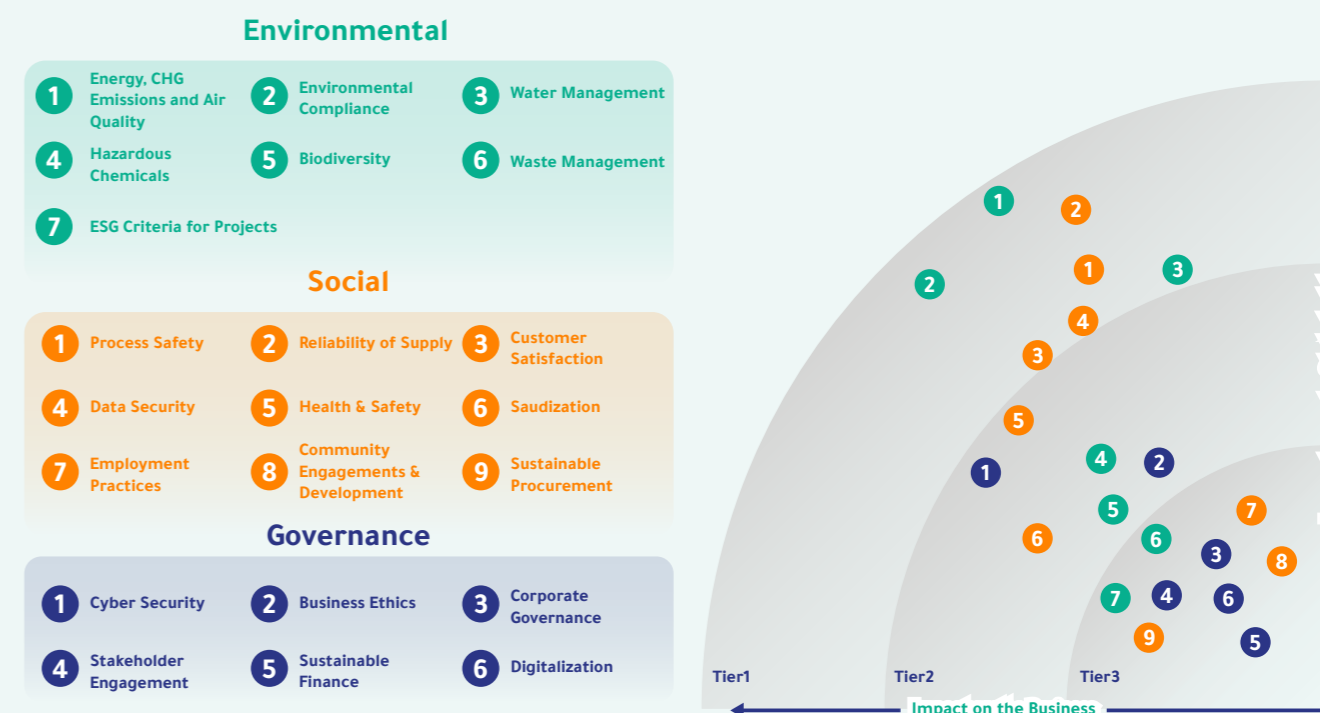 Environmental
1 Energy, CHG
Emissions and Air
Quality
2 Environmental
Compliance
3 Water Management
4 Hazardous
Chemicals
5 Biodiversity
6 Waste Management
7 ESG Criteria for Projects
Social
1 Process Safety
2 Reliability of Supply
3 Customer
Satisfaction
4 Data Security
5 Health & Safety
6 Saudization
7 Employment
Practices
8 Community
Engagements &
Development
9 Sustainable
Procurement
Governance
1 Cyber Security
2 Business Ethics
3 Corporate
Governance
4 Stakeholder
Engagement
5 Sustainable
Finance
6 Digitalization
1
2
2
1
3
4
3
5
1
4
2
5
7
6
6
3
8
7
4
6
9
5
Tier1
Tier2
Tier3
Impact on the Business